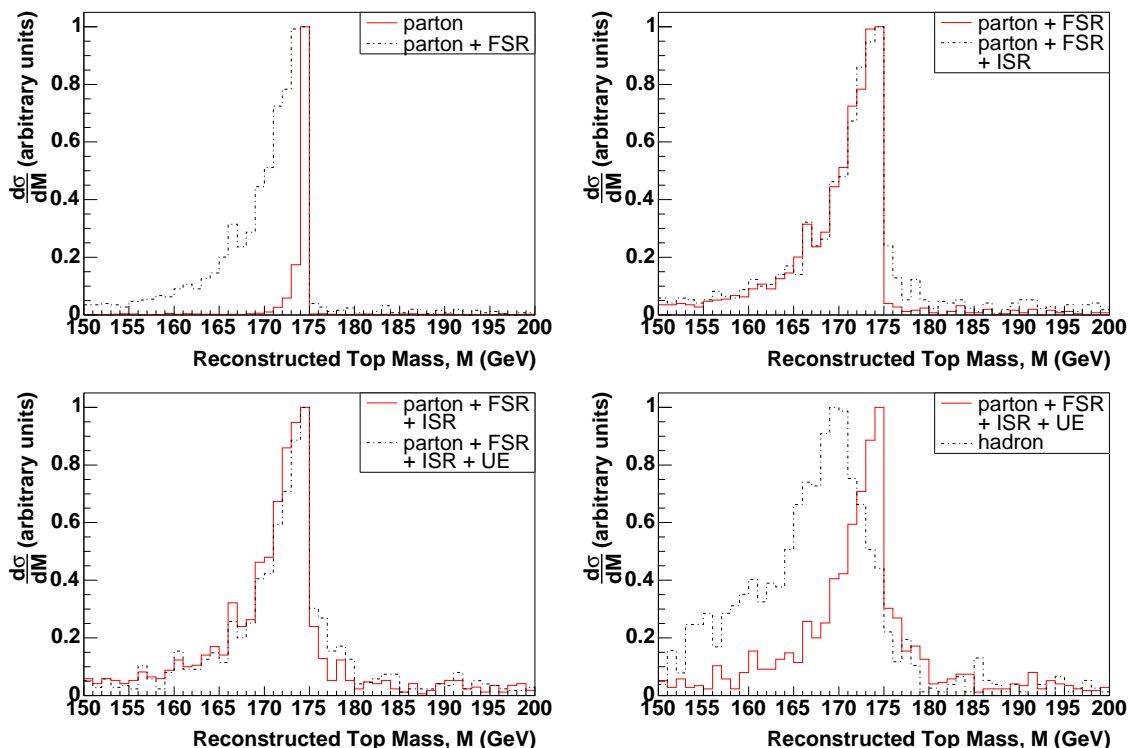 parton
parton + FSR
1
0.8
0.6
0.4
0.2
0
dσ
dM (arbitrary units)
150 155 160 165 170 175 180 185 190 195 200
Reconstructed Top Mass, M (GeV)
parton + FSR
parton + FSR
+ ISR
1
0.8
0.6
0.4
0.2
0
dσ
dM (arbitrary units)
150 155 160 165 170 175 180 185 190 195 200
Reconstructed Top Mass, M (GeV)
parton + FSR
+ ISR
parton + FSR
+ ISR + UE
1
0.8
0.6
0.4
0.2
0
dσ
dM (arbitrary units)
150 155 160 165 170 175 180 185 190 195 200
Reconstructed Top Mass, M (GeV)
parton + FSR
+ ISR + UE
hadron
1
0.8
0.6
0.4
0.2
0
dσ
dM (arbitrary units)
150 155 160 165 170 175 180 185 190 195 200
Reconstructed Top Mass, M (GeV)